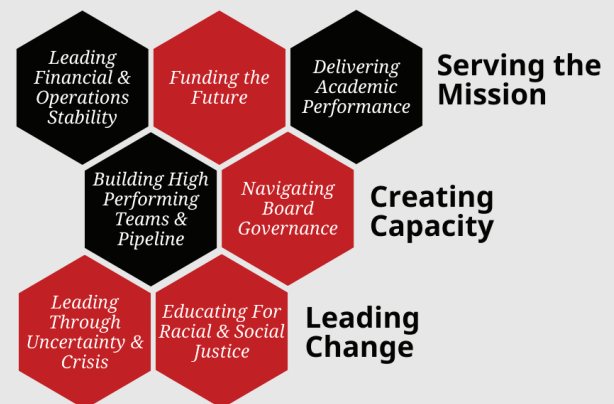 Leading
Financial &
Operations
Stability
Funding the
Future
Delivering
Academic
Performance
Serving the
Mission
Building High
Performing
Teams &
Pipeline
Navigating
Board
Governance
Creating
Capacity
Leading
Through
Uncertainty &
Crisis
Educating For
Racial & Social
Justice
Leading
Change